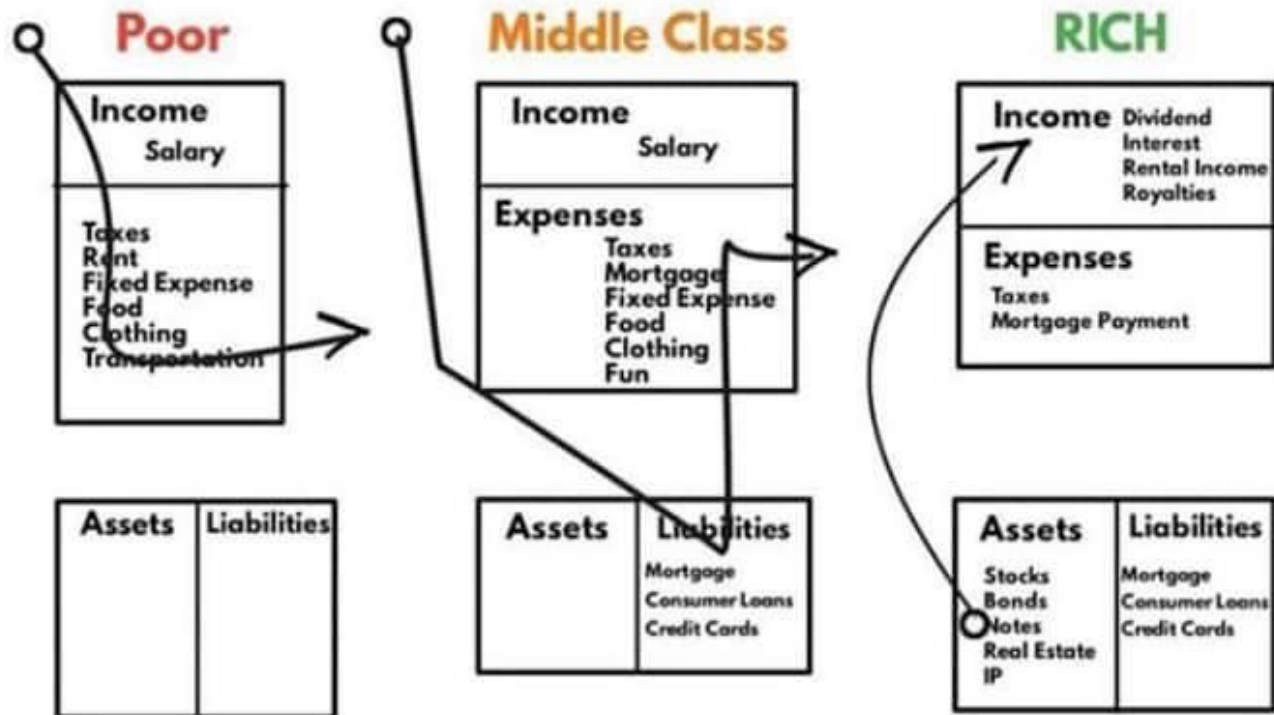 Poor
Income
Salary
Taxes
Rent
Fixed Expense
Food
Clothing
Transportation
Assets
Liabilities
Middle Class
Income
Salary
Expenses
Taxes
Mortgage
Fixed Expense
Food
Clothing
Fun
Assets
Liabilities
Mortgage
Consumer Loans
Credit Cards
RICH
Income
Dividend
Interest
Rental Income
Royalties
Expenses
Taxes
Mortgage Payment
Assets
Stocks
Bonds
Notes
Real Estate
IP
Liabilities
Mortgage
Consumer Loans
Credit Cards